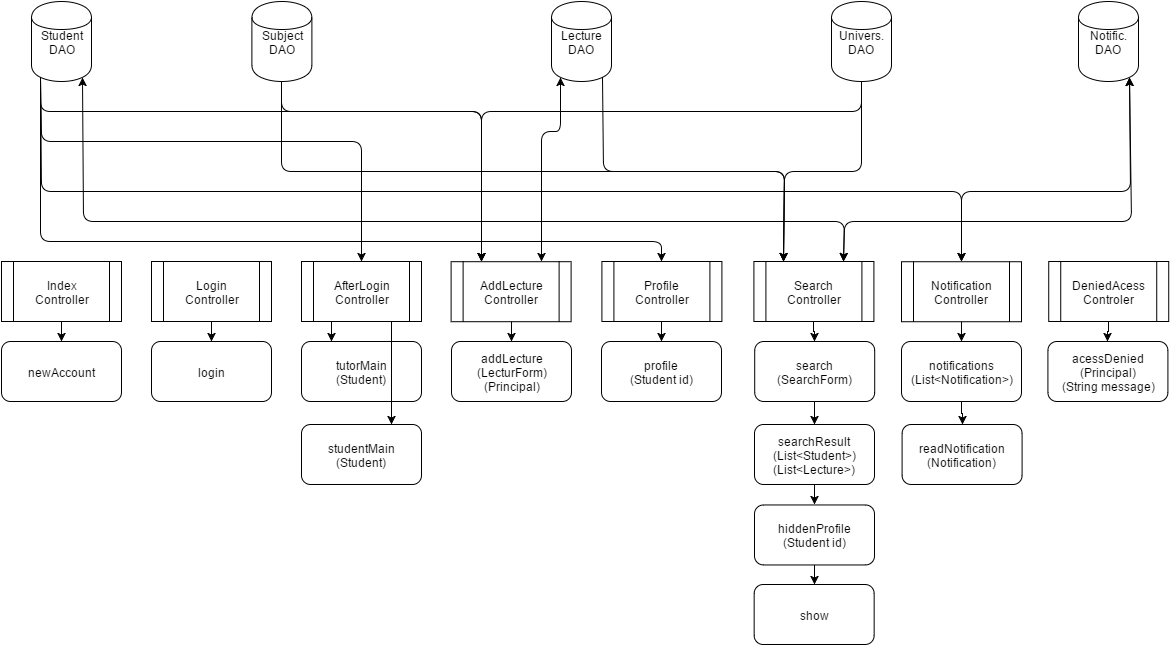 Student
DAO
Subject
DAO
Lecture
DAO
Univers.
DAO
Notific.
DAO
Index
Controller
Login
Controller
AfterLogin
Controller
AddLecture
Controller
Profile
Controller
Search
Controller
Notification
Controller
DeniedAcess
Controler
newAccount
login
tutorMain
(Student)
addLecture
(LecturForm)
(Principal)
profile
(Student id)
search
(SearchForm)
notifications
(List<Notification>)
acessDenied
(Principal)
(String message)
studentMain
(Student)
searchResult
(List<Student>)
(List<Lecture>)
readNotification
(Notification)
hiddenProfile
(Student id)
show